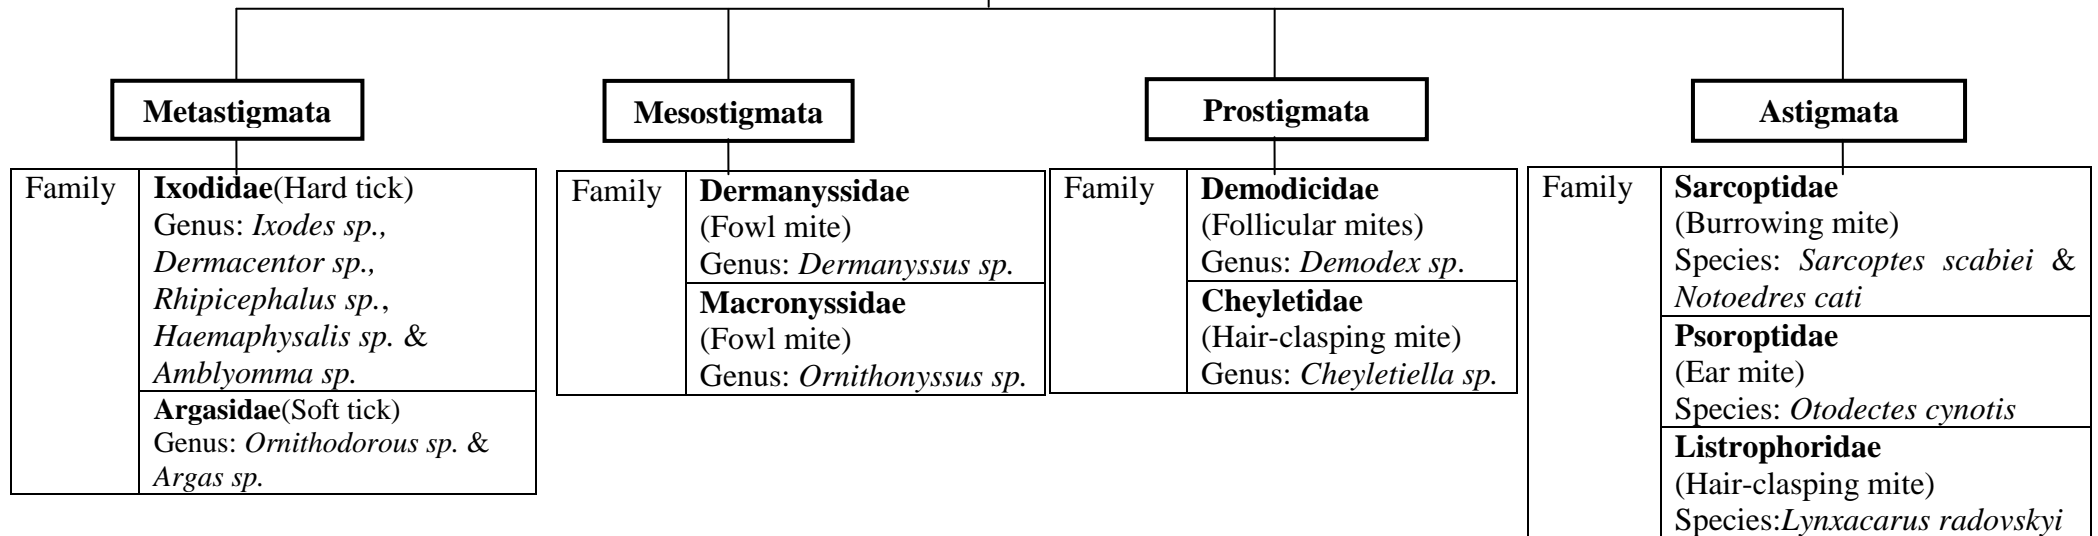 Metastigmata
Mesostigmata
Prostigmata
Astigmata
Family
Ixodidae(Hard tick)
Genus: Ixodes sp.,
Dermacentor sp.,
Rhipicephalus sp.,
Haemaphysalis sp. &
Amblyomma sp.
Argasidae(Soft tick)
Genus: Ornithodorous sp. &
Argas sp.
Family
Dermanyssidae
(Fowl mite)
Genus: Dermanyssus sp.
Macronyssidae
(Fowl mite)
Genus: Ornithonyssus sp.
Family
Demodicidae
(Follicular mites)
Genus: Demodex sp.
Cheyletidae
(Hair-clasping mite)
Genus: Cheyletiella sp.
Family
Sarcoptidae
(Burrowing mite)
Species: Sarcoptes scabiei &
Notoedres cati
Psoroptidae
(Ear mite)
Species: Otodectes cynotis
Listrophoridae
(Hair-clasping mite)
Species:Lynxacarus radovskyi